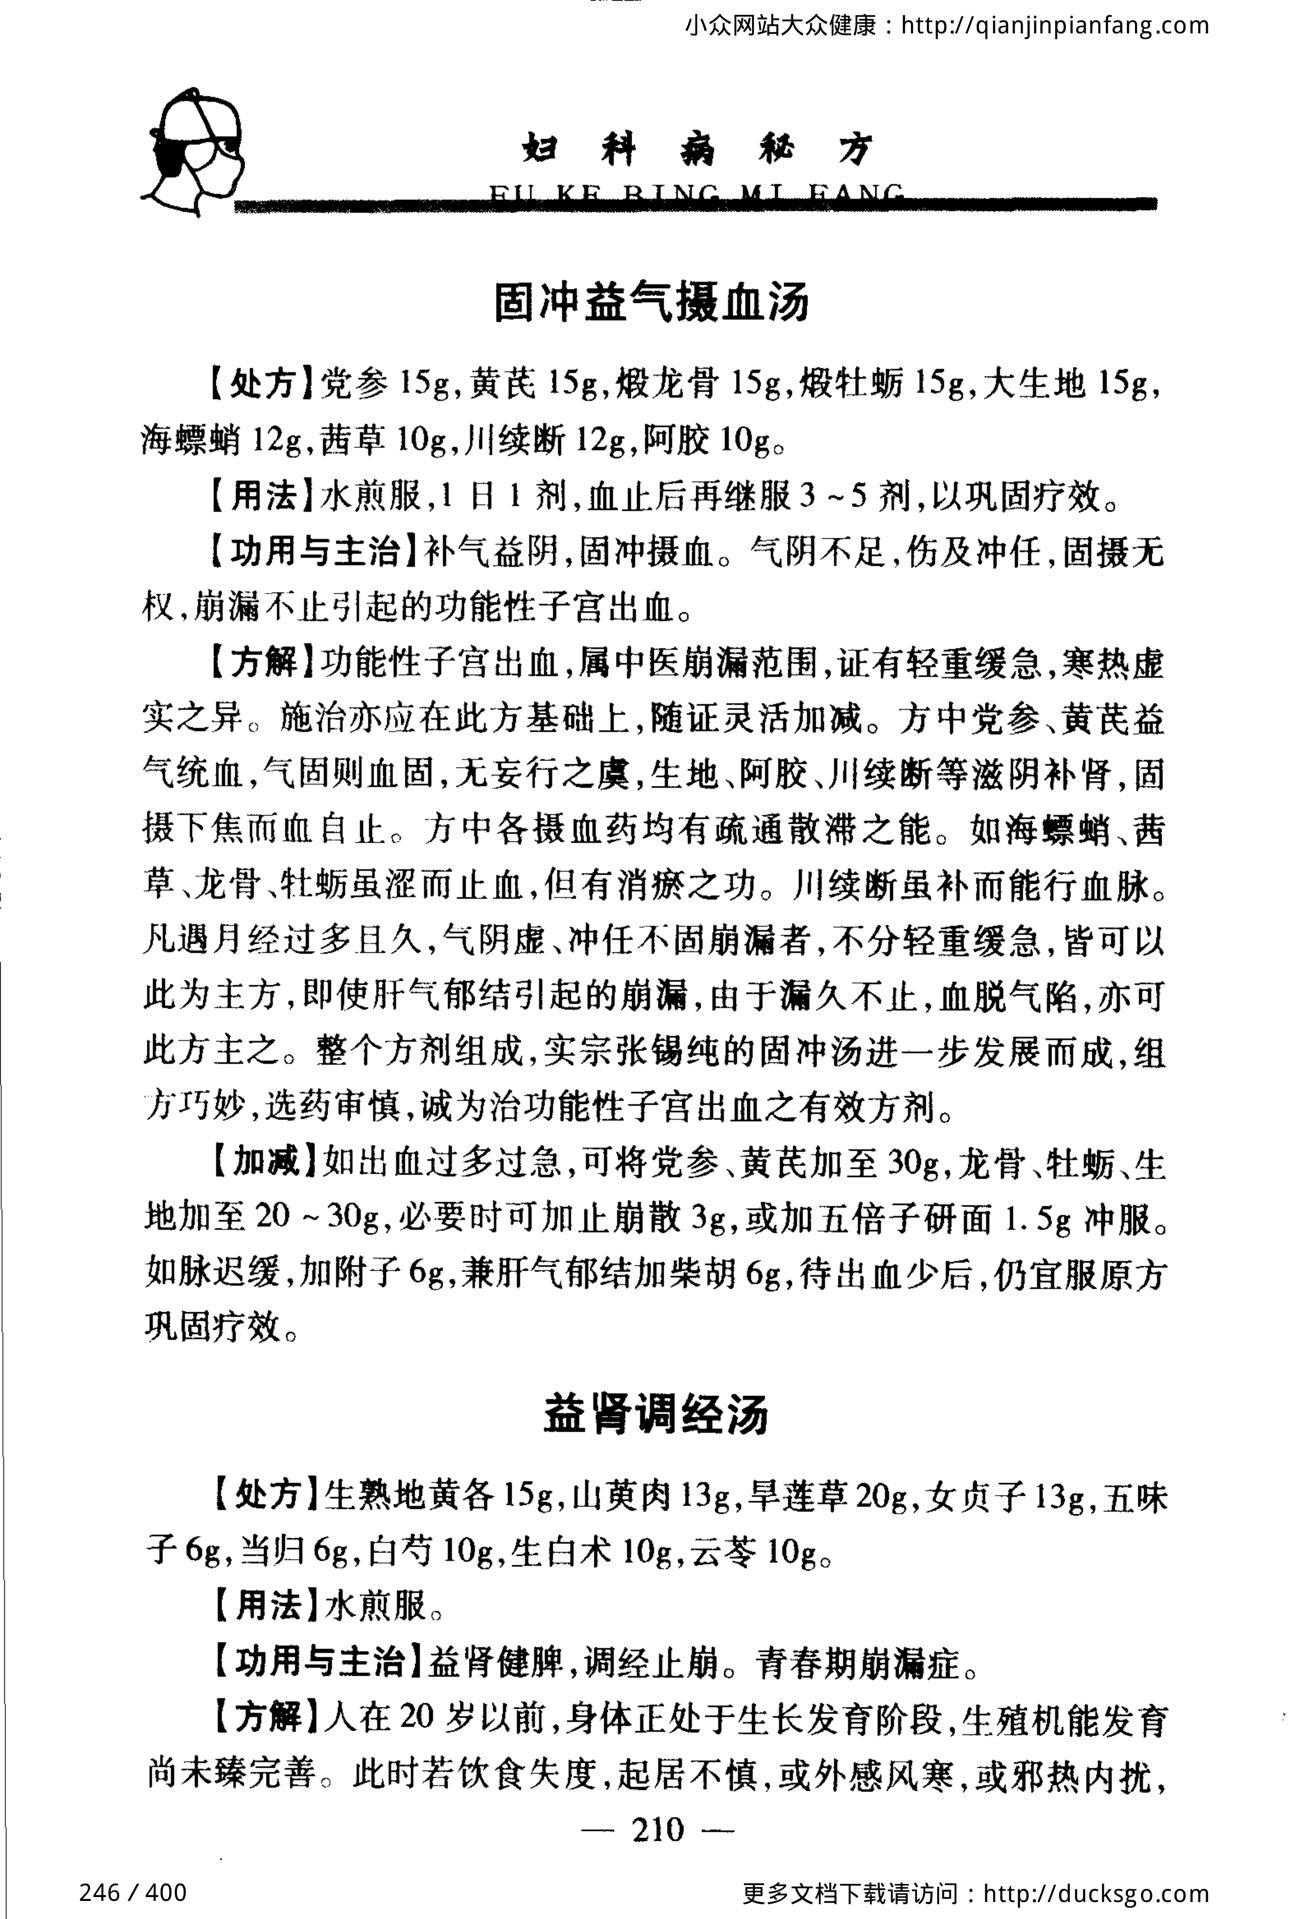 小众网站大众健康：http://qianjinpianfang.com
妇科病秘方
FU KE BING MI FANG
固冲益气摄血汤
【处方】党参 15g,黄芪 15g,煅龙骨 15g,煅牡蛎 15g,大生地 15g,
海螵蛸 12g,茜草 10g,川续断 12g,阿胶 10g。
【用法】水煎服,1 日 1 剂,血止后再继服 3～5 剂,以巩固疗效。
【功用与主治】补气益阴,固冲摄血。气阴不足,伤及冲任,固摄无
权,崩漏不止引起的功能性子宫出血。
【方解】功能性子宫出血,属中医崩漏范围,证有轻重缓急,寒热虚
实之异。施治亦应在此方基础上,随证灵活加减。方中党参、黄芪益
气统血,气固则血固,无妄行之虞,生地、阿胶、川续断等滋阴补肾,固
摄下焦而血自止。方中各摄血药均有疏通散滞之能。如海螵蛸、茜
草、龙骨、牡蛎虽涩而止血,但有消瘀之功。川续断虽补而能行血脉。
凡遇月经过多且久,气阴虚、冲任不固崩漏者,不分轻重缓急,皆可以
此为主方,即使肝气郁结引起的崩漏,由于漏久不止,血脱气陷,亦可
此方主之。整个方剂组成,实宗张锡纯的固冲汤进一步发展而成,组
方巧妙,选药审慎,诚为治功能性子宫出血之有效方剂。
【加减】如出血过多过急,可将党参、黄芪加至 30g,龙骨、牡蛎、生
地加至 20～30g,必要时可加止崩散 3g,或加五倍子研面 1.5g 冲服。
如脉迟缓,加附子 6g,兼肝气郁结加柴胡 6g,待出血少后,仍宜服原方
巩固疗效。
益肾调经汤
【处方】生熟地黄各 15g,山萸肉 13g,旱莲草 20g,女贞子 13g,五味
子 6g,当归 6g,白芍 10g,生白术 10g,云苓 10g。
【用法】水煎服。
【功用与主治】益肾健脾,调经止崩。青春期崩漏症。
【方解】人在 20 岁以前,身体正处于生长发育阶段,生殖机能发育
尚未臻完善。此时若饮食失度,起居不慎,或外感风寒,或邪热内扰,
— 210 —
246 / 400
更多文档下载请访问：http://ducksgo.com